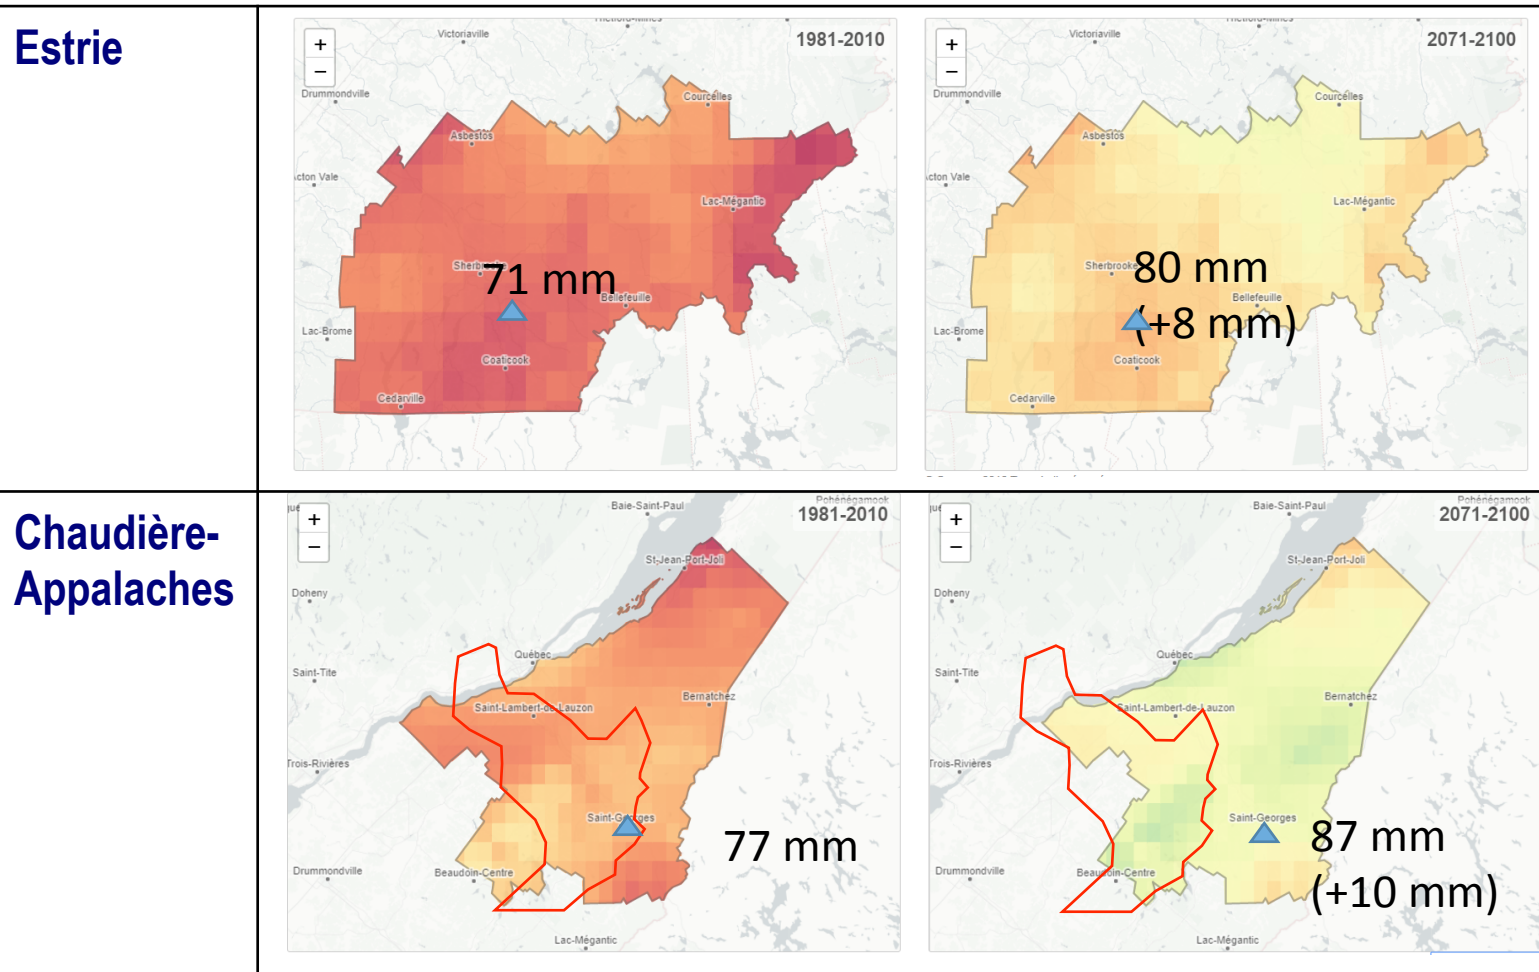 Estrie
+
−
1981-2010
Victoriaville
Drummondville
Courcelles
Asbestos
Lac-Mégantic
Sherbrooke
71 mm
Bellefeuille
Lac-Brome
Coaticook
Cedarville
+
−
2071-2100
Victoriaville
Drummondville
Courcelles
Asbestos
Acton Vale
Lac-Mégantic
Sherbrooke
80 mm
Bellefeuille
(+8 mm)
Lac-Brome
Coaticook
Cedarville
Chaudière-
Appalaches
+
−
Baie-Saint-Paul
Pohénégamook
1981-2010
St-Jean-Port-Joli
Doheny
Québec
Saint-Tite
Bernatchez
Saint-Lambert-de-Lauzon
Trois-Rivières
Saint-Georges
77 mm
Drummondville
Beaudoin-Centre
Lac-Mégantic
+
−
Baie-Saint-Paul
Pohénégamook
2071-2100
St-Jean-Port-Joli
Doheny
Québec
Saint-Tite
Bernatchez
Saint-Lambert-de-Lauzon
Trois-Rivières
Saint-Georges
87 mm
Drummondville
Beaudoin-Centre
(+10 mm)
Lac-Mégantic